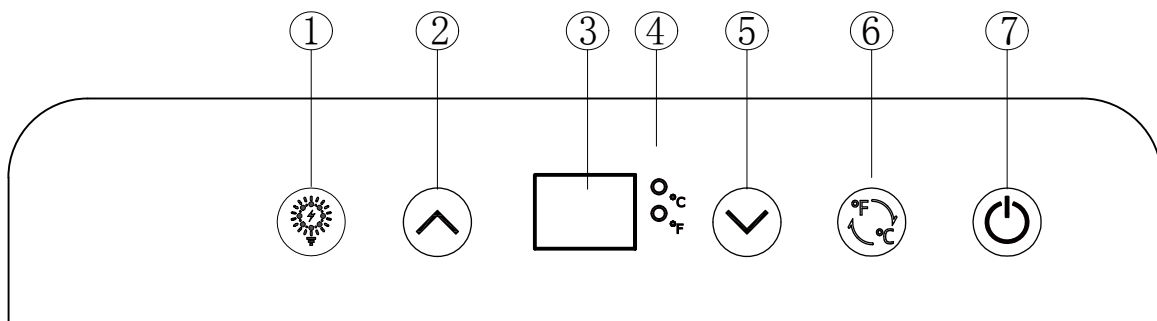 ① ② ③ ④ ⑤ ⑥ ⑦
°C
°F
°F
°C